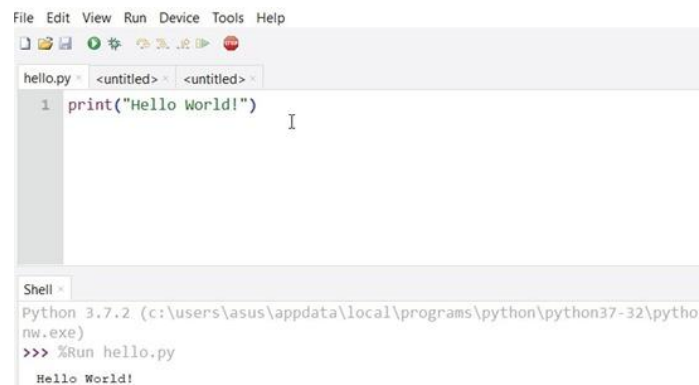 File Edit View Run Device Tools Help
STOP
hello.py <untitled> <untitled>
1 print("Hello World!")
Shell
Python 3.7.2 (c:\users\asus\appdata\local\programs\python\python37-32\pytho
nw.exe)
>>> %Run hello.py
Hello World!